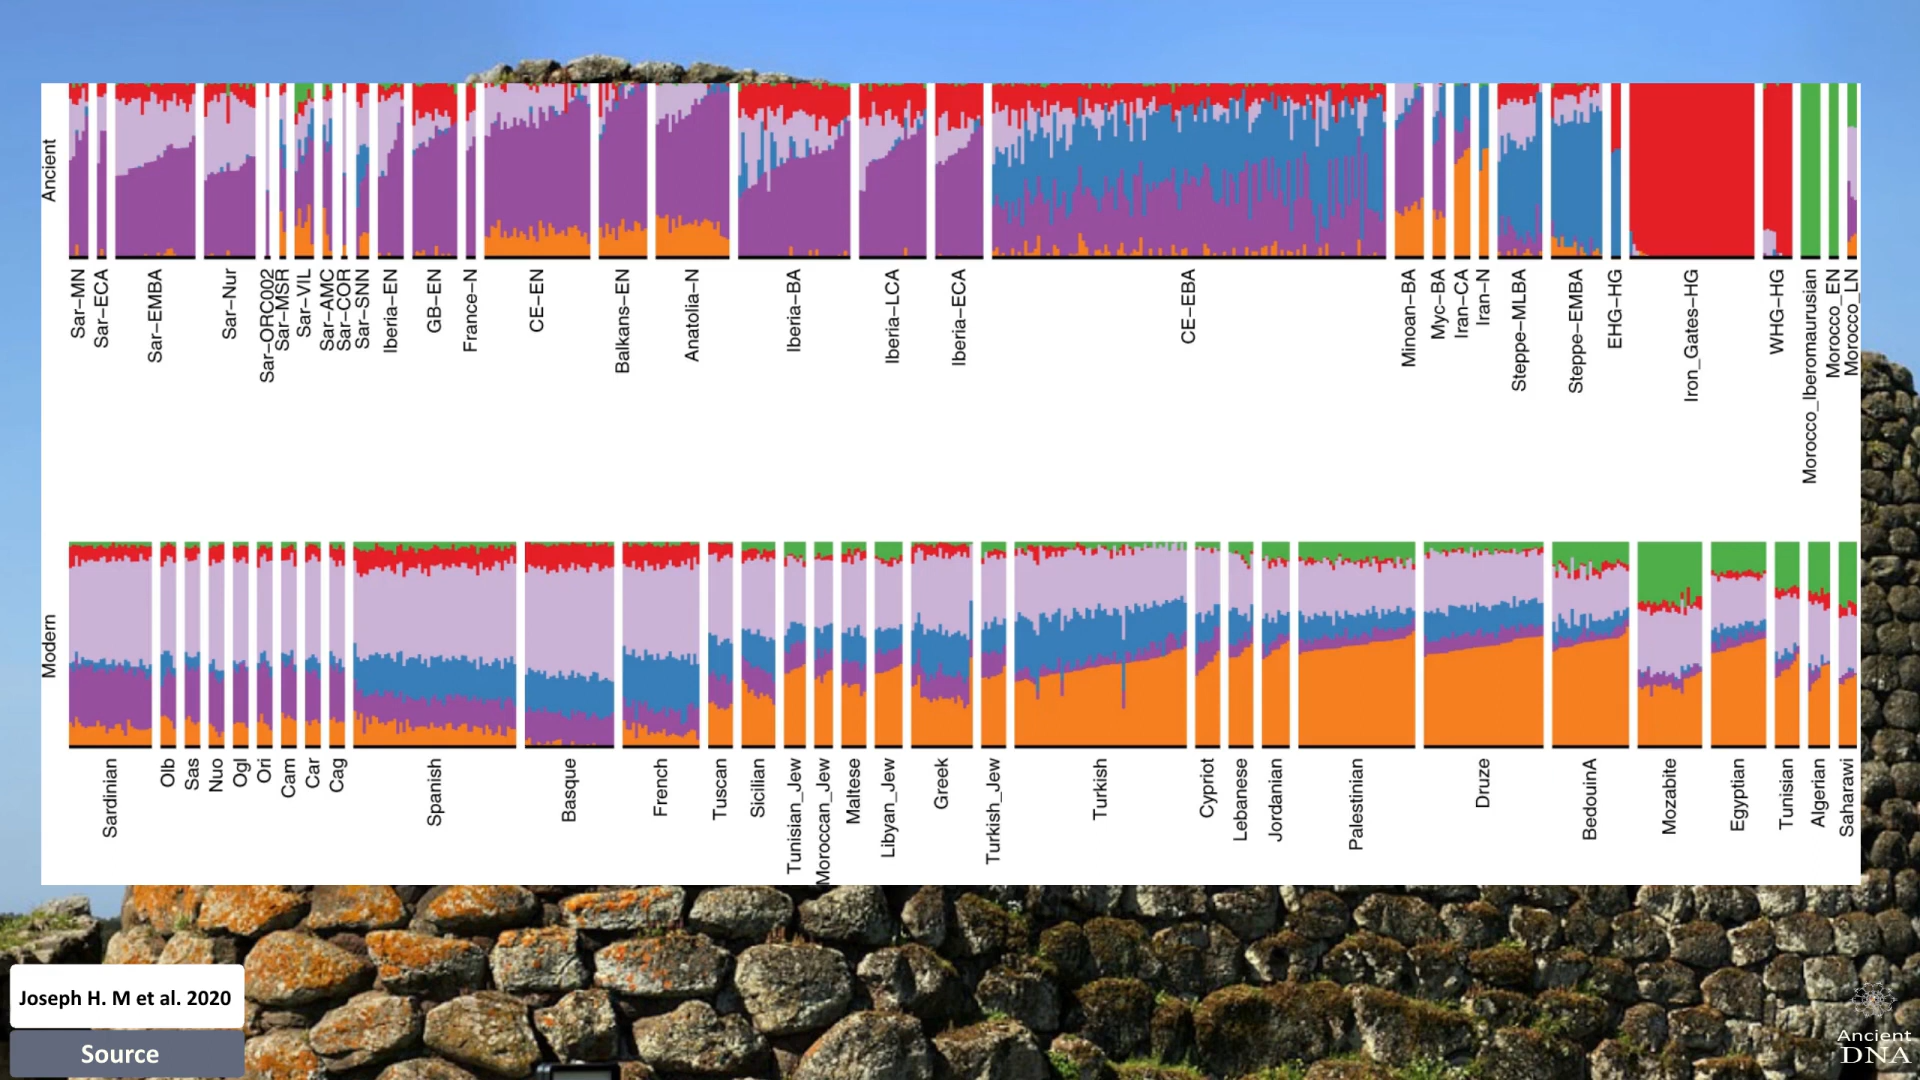 Ancient
Sar−MN
Sar−ECA
Sar−EMBA
Sar−Nur
Sar−ORC002
Sar−MSR
Sar−VIL
Sar−AMC
Sar−COR
Sar−SNN
Iberia−EN
GB−EN
France−N
CE−EN
Balkans−EN
Anatolia−N
Iberia−BA
Iberia−LCA
Iberia−ECA
CE−EBA
Minoan−BA
Myc−BA
Iran−CA
Iran−N
Steppe−MLBA
Steppe−EMBA
EHG−HG
Iron_Gates−HG
WHG−HG
Morocco_Iberomaurusian
Morocco_EN
Morocco_LN
Modern
Sardinian
Olb
Sas
Nuo
Ogl
Ori
Cam
Car
Cag
Spanish
Basque
French
Tuscan
Sicilian
Tunisian_Jew
Moroccan_Jew
Maltese
Libyan_Jew
Greek
Turkish_Jew
Turkish
Cypriot
Lebanese
Jordanian
Palestinian
Druze
BedouinA
Mozabite
Egyptian
Tunisian
Algerian
Saharawi
Joseph H. M et al. 2020
Source
Ancient
DNA